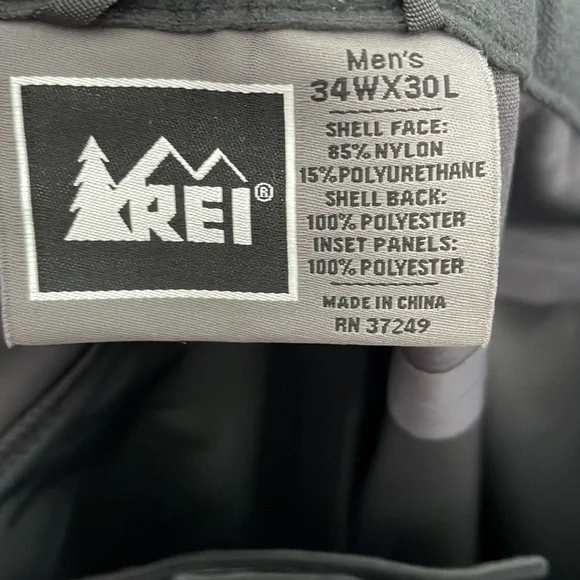 REI®
Men's
34WX30L
SHELL FACE:
85% NYLON
15% POLYURETHANE
SHELL BACK:
100% POLYESTER
INSET PANELS:
100% POLYESTER
MADE IN CHINA
RN 37249